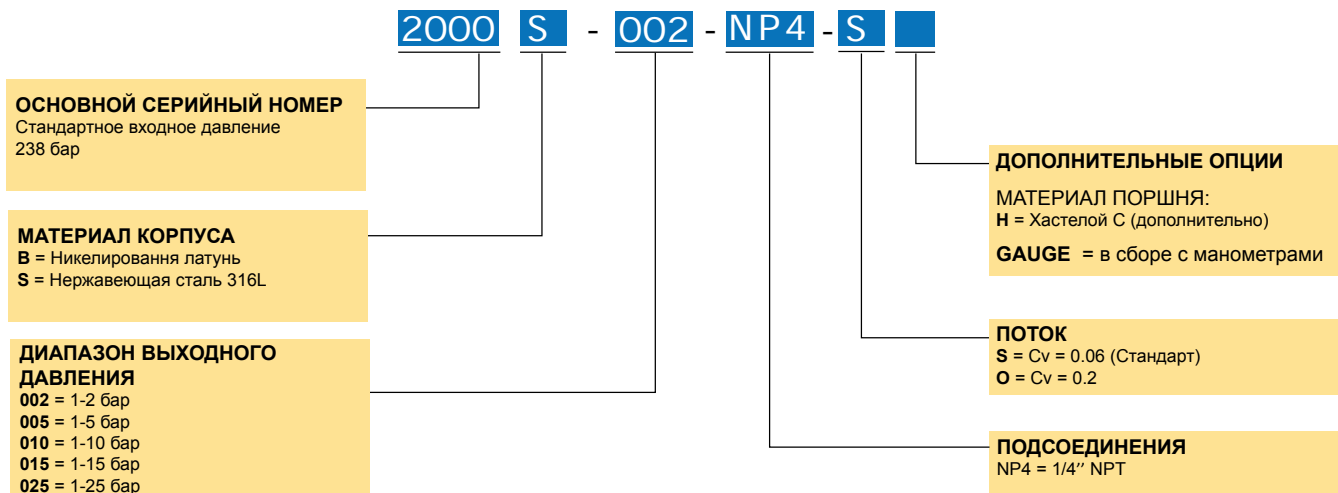 2000 S - 002 - NP4 - S
ОСНОВНОЙ СЕРИЙНЫЙ НОМЕР
Стандартное входное давление
238 бар
МАТЕРИАЛ КОРПУСА
B = Никелировання латунь
S = Нержавеющая сталь 316L
ДИАПАЗОН ВЫХОДНОГО
ДАВЛЕНИЯ
002 = 1-2 бар
005 = 1-5 бар
010 = 1-10 бар
015 = 1-15 бар
025 = 1-25 бар
ДОПОЛНИТЕЛЬНЫЕ ОПЦИИ
МАТЕРИАЛ ПОРШНЯ:
H = Хастелой С (дополнительно)
GAUGE = в сборе с манометрами
ПОТОК
S = Cv = 0.06 (Стандарт)
O = Cv = 0.2
ПОДСОЕДИНЕНИЯ
NP4 = 1/4′′ NPT